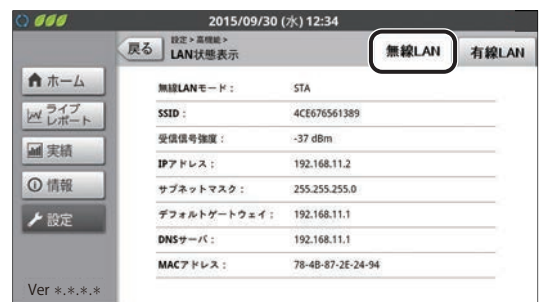 2015/09/30 (水) 12:34
戻る
設定 > 高機能 >
LAN状態表示
無線LAN
有線LAN
ホーム
ライブ
レポート
実績
情報
設定
Ver *.*.*.*
無線LANモード : STA
SSID : 4CE676561389
受信信号強度 : -37 dBm
IPアドレス : 192.168.11.2
サブネットマスク : 255.255.255.0
デフォルトゲートウェイ : 192.168.11.1
DNSサーバ : 192.168.11.1
MACアドレス : 78-4B-87-2E-24-94